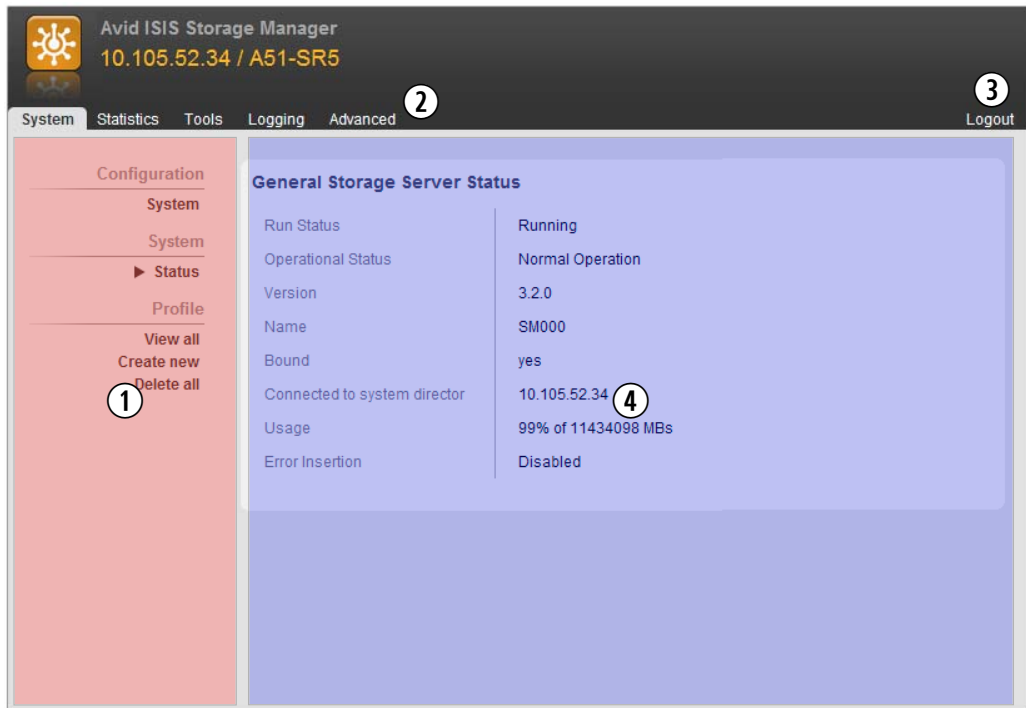 Avid ISIS Storage Manager
10.105.52.34 / A51-SR5
2
3
System Statistics Tools Logging Advanced Logout
Configuration
System
System
Status
Profile
View all
Create new
Delete all
1
General Storage Server Status
Run Status Running
Operational Status Normal Operation
Version 3.2.0
Name SM000
Bound yes
Connected to system director 10.105.52.34
4
Usage 99% of 11434098 MBs
Error Insertion Disabled